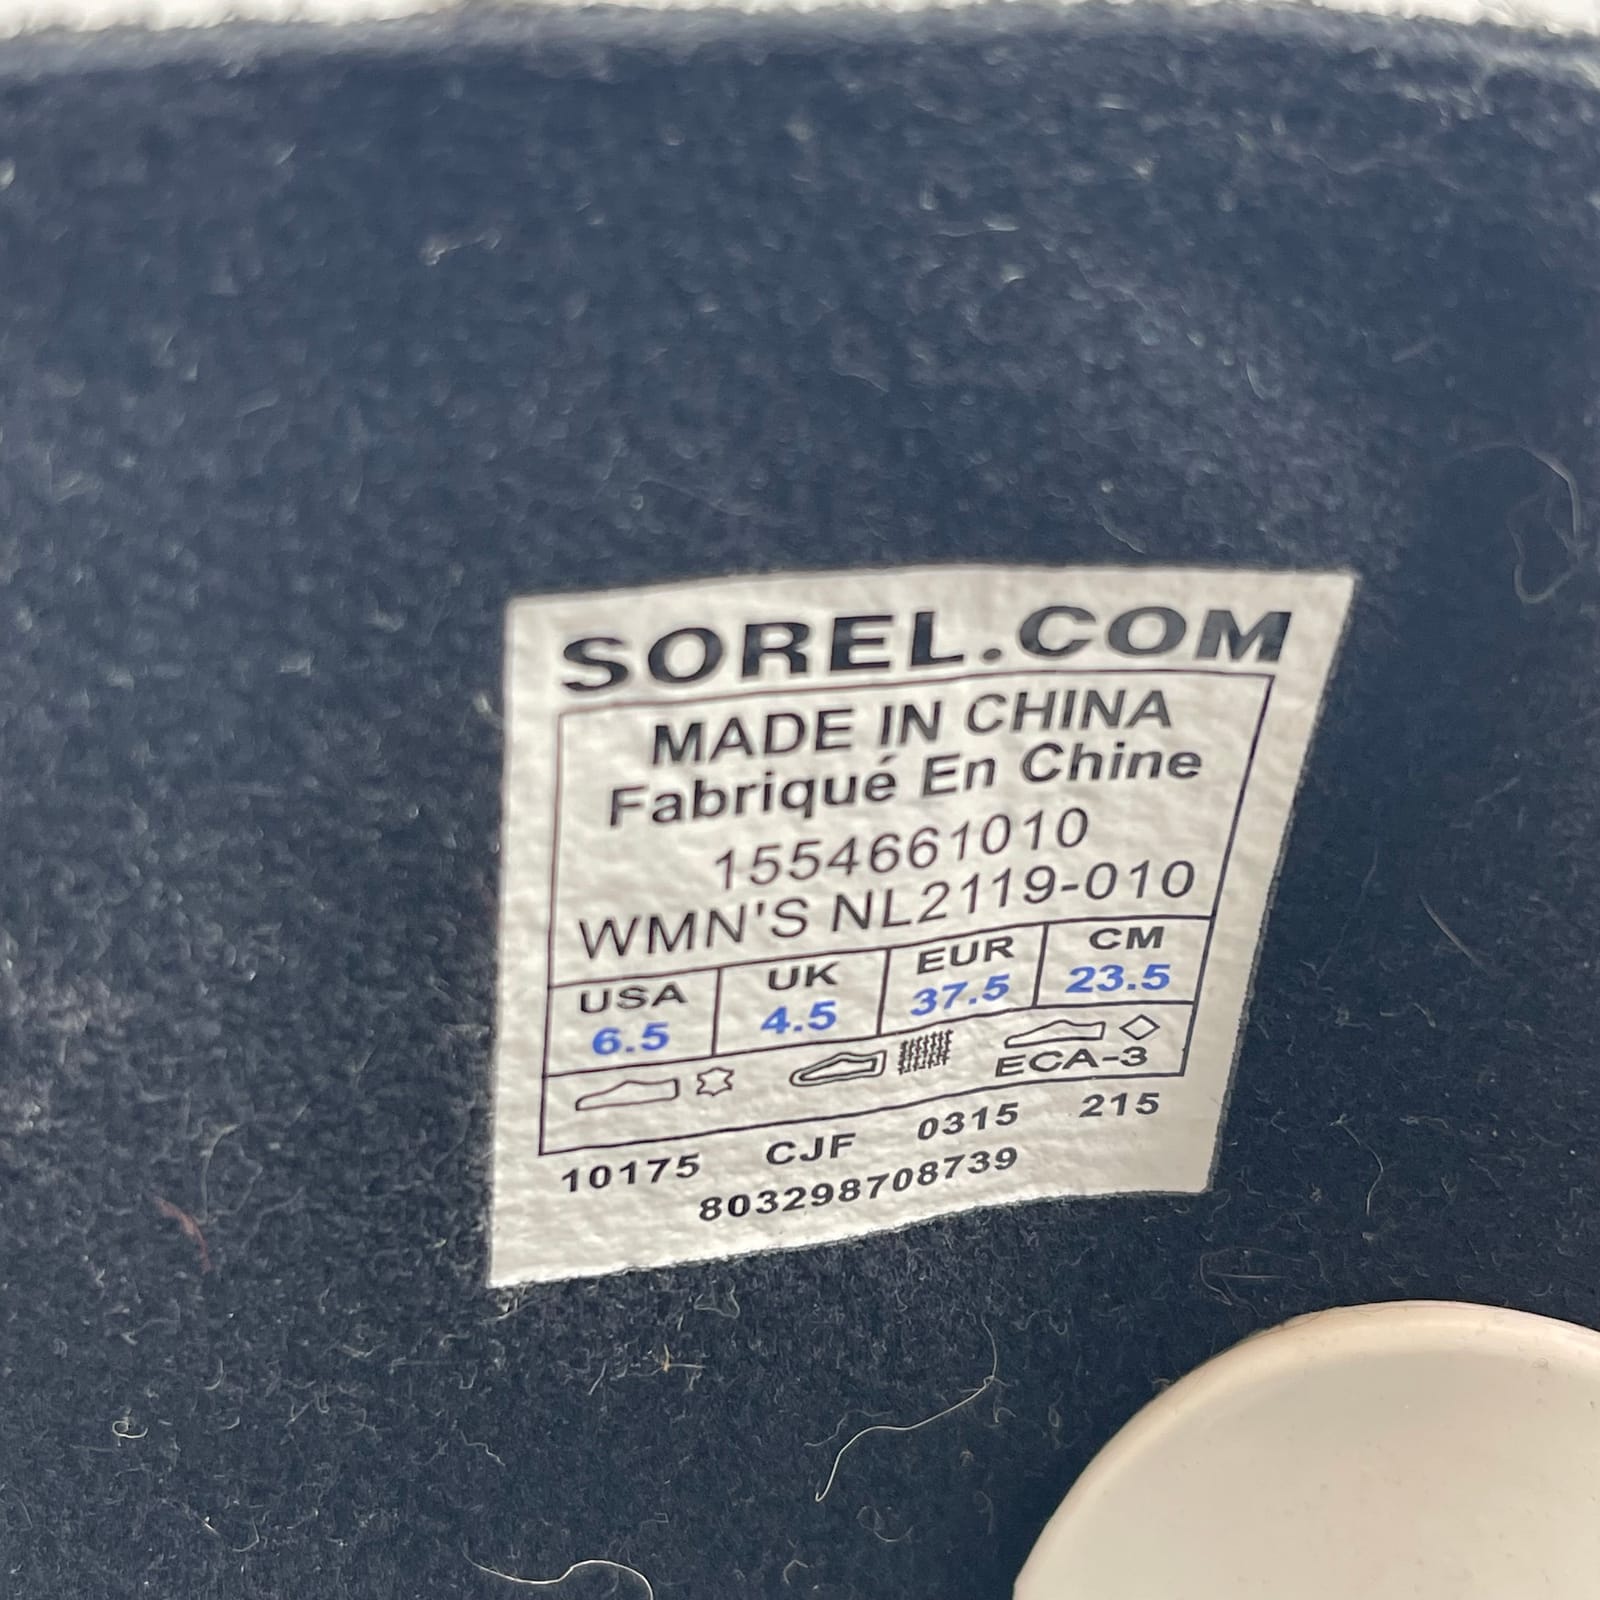 SOREL.COM
MADE IN CHINA
Fabriqué En Chine
1554661010
WMN'S NL2119-010
USA UK EUR CM
6.5 4.5 37.5 23.5
ECA-3
10175 CJF 0315 215
803298708739